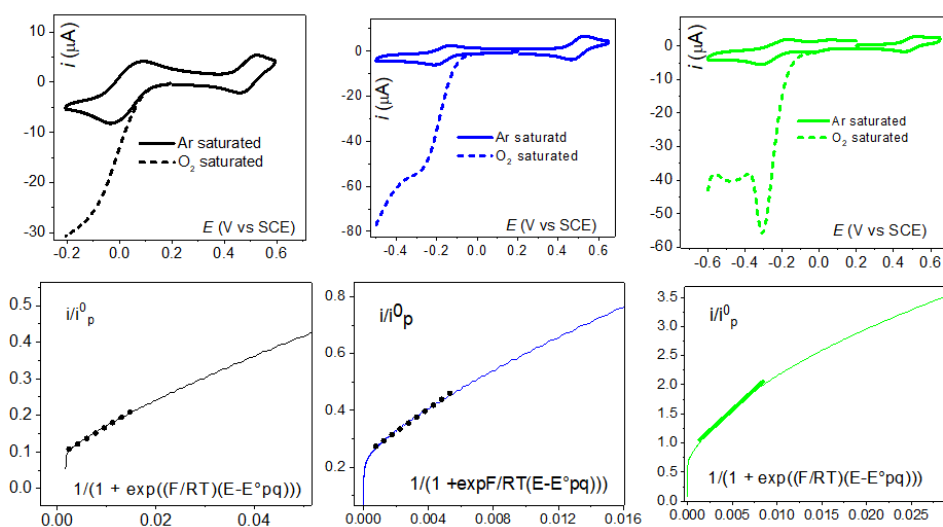 10
0
-10
-20
-30
i (μA)
Ar saturated
O2 saturated
E (V vs SCE)
-0.2 0.0 0.2 0.4 0.6
0
-20
-40
-60
-80
i (μA)
Ar saturatd
O2 saturated
E (V vs SCE)
-0.4 -0.2 0.0 0.2 0.4 0.6
10
0
-10
-20
-30
-40
-50
-60
i (μA)
Ar saturated
O2 saturated
E (V vs SCE)
-0.6 -0.4 -0.2 0.0 0.2 0.4 0.6
0.5
0.4
0.3
0.2
0.1
0.0
i/i0p
1/(1 + exp((F/RT)(E-E°pq)))
0.00 0.02 0.04
0.8
0.6
0.4
0.2
i/i0p
1/(1 +expF/RT(E-E°pq)))
0.000 0.004 0.008 0.012 0.016
3.5
3.0
2.5
2.0
1.5
1.0
0.5
0.0
i/i0p
1/(1 + exp((F/RT)(E-E°pq)))
0.000 0.005 0.010 0.015 0.020 0.025